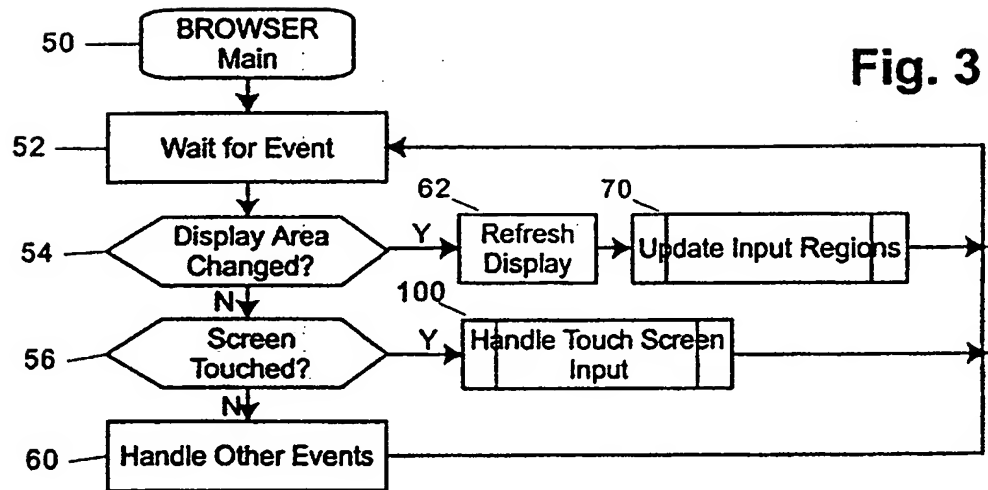 50
BROWSER
Main
Fig. 3
52
Wait for Event
54
Display Area
Changed?
Y
62
Refresh
Display
70
Update Input Regions
N
56
Screen
Touched?
Y
100
Handle Touch Screen
Input
N
60
Handle Other Events